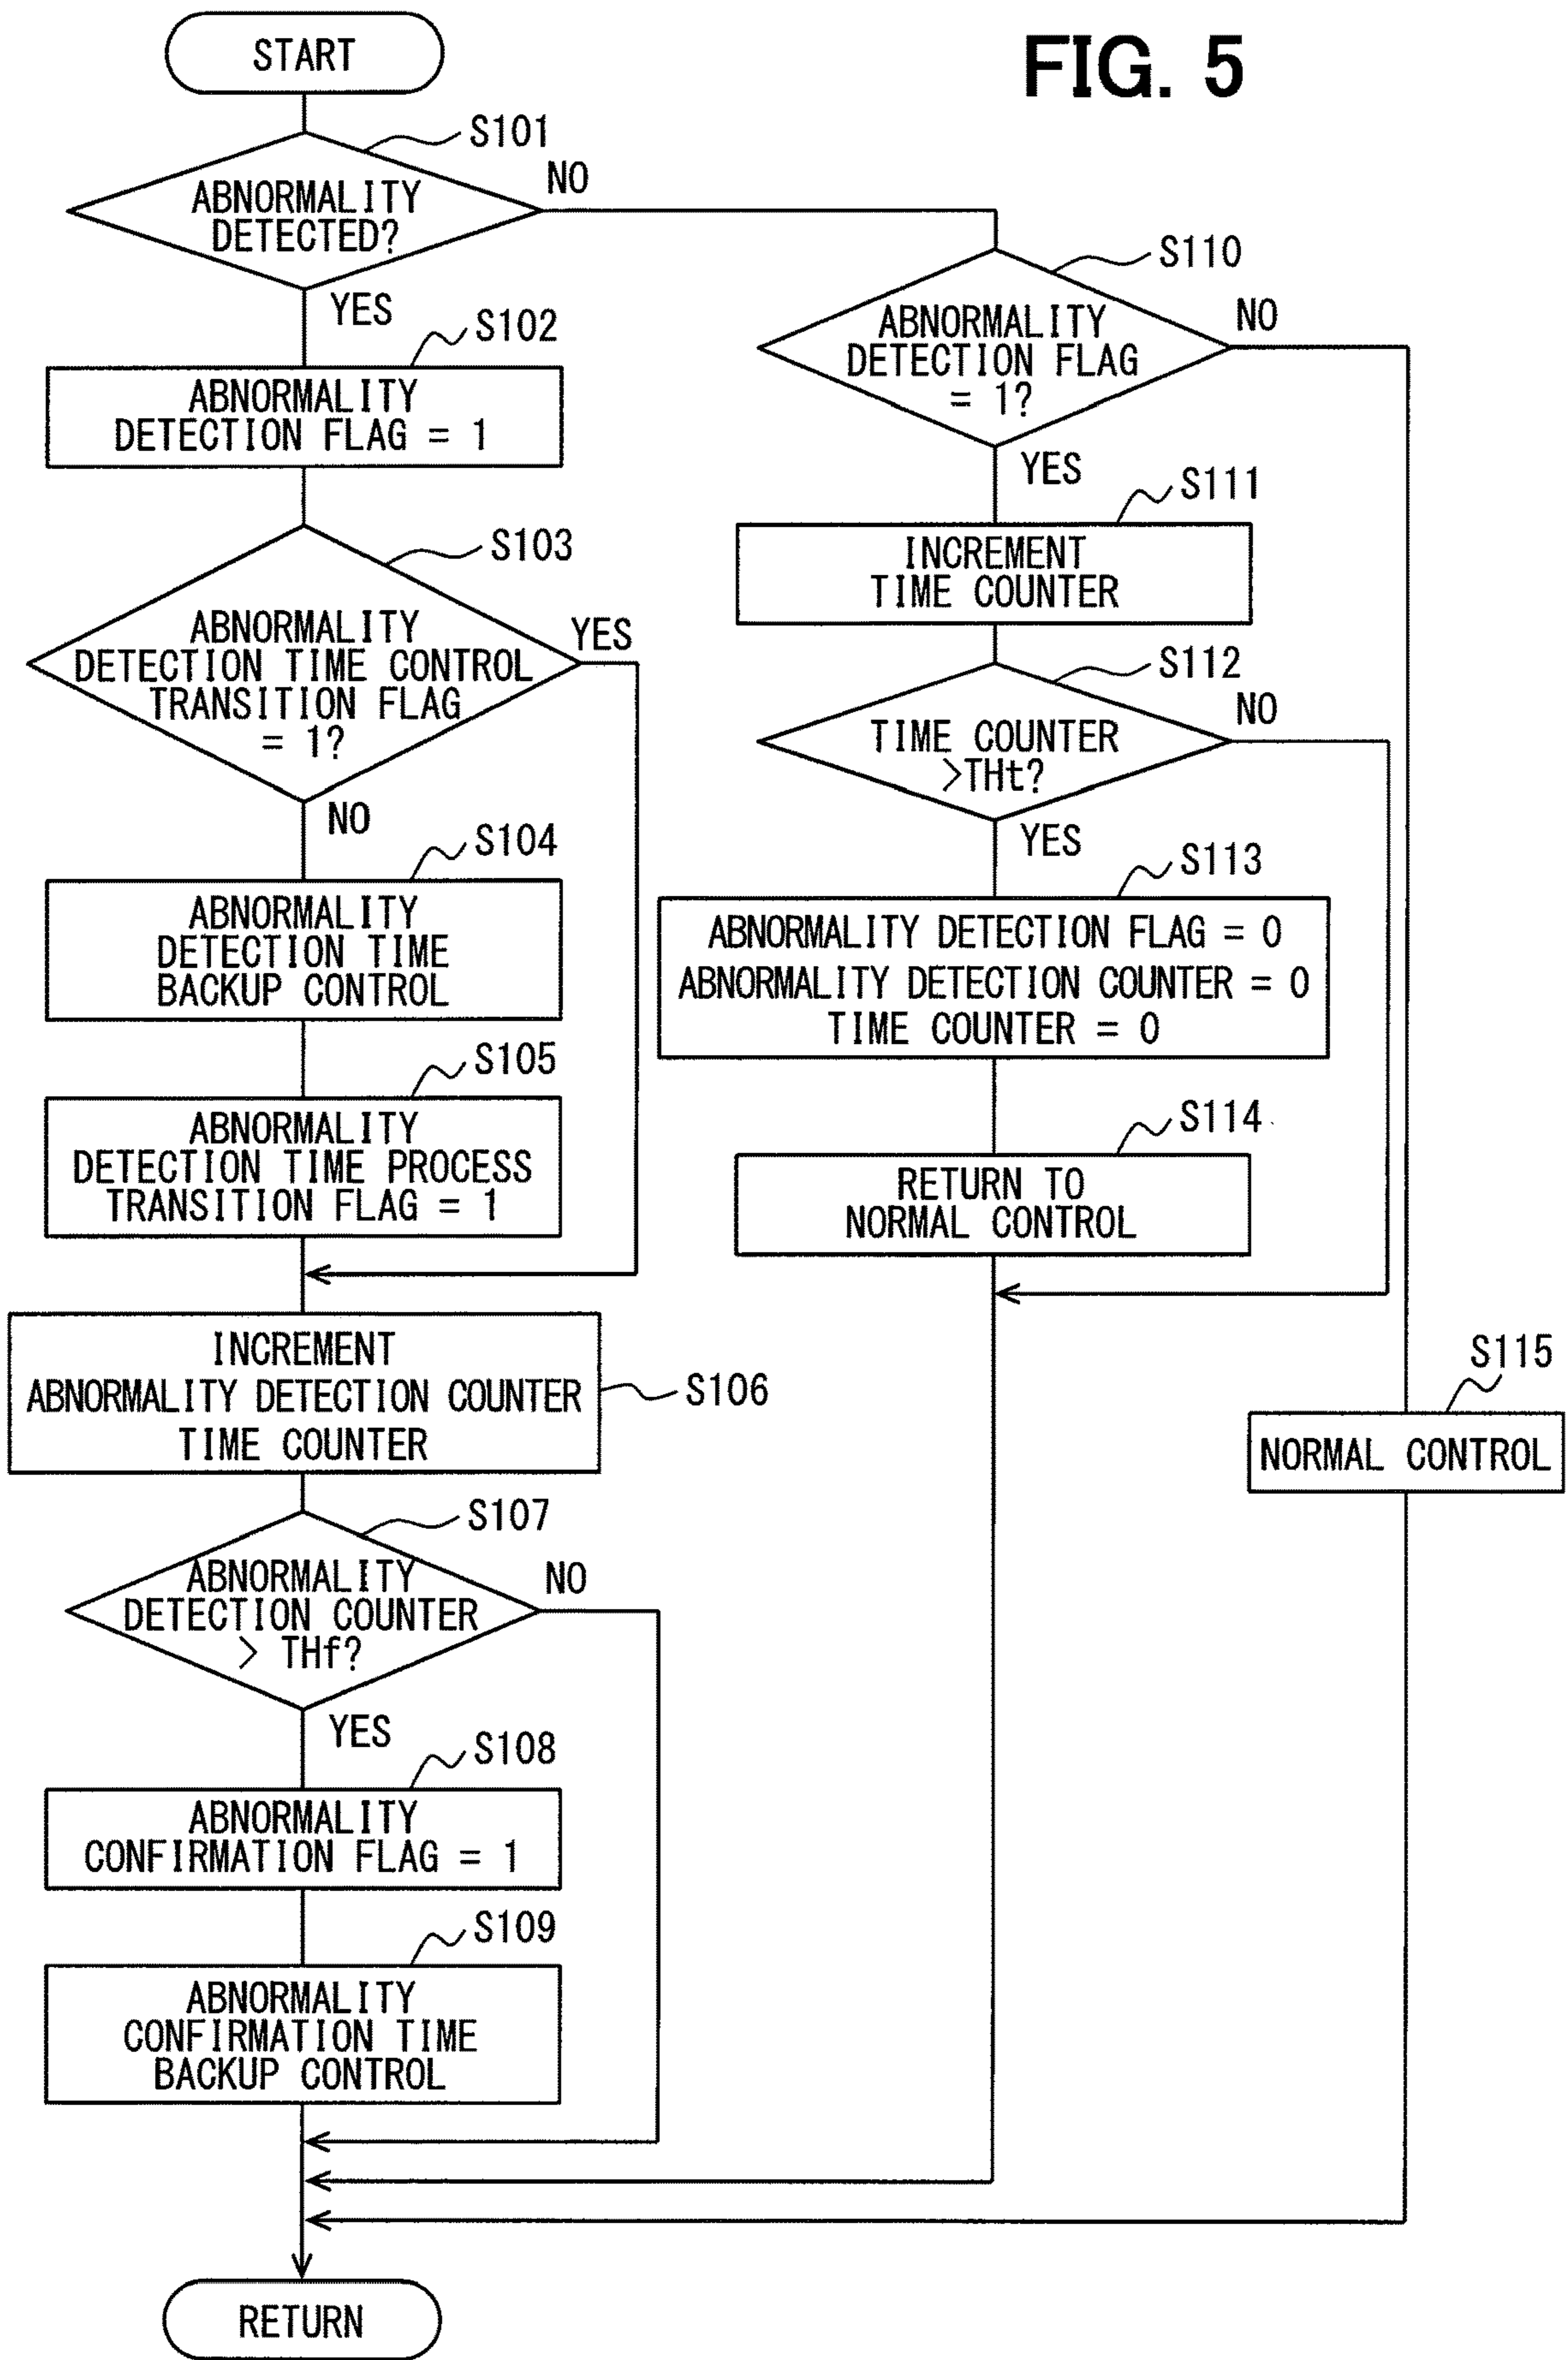 FIG. 5
START
S101
ABNORMALITY
DETECTED?
NO
YES
S102
ABNORMALITY
DETECTION FLAG = 1
S103
ABNORMALITY
DETECTION TIME CONTROL
TRANSITION FLAG
= 1?
YES
NO
S104
ABNORMALITY
DETECTION TIME
BACKUP CONTROL
S105
ABNORMALITY
DETECTION TIME PROCESS
TRANSITION FLAG = 1
INCREMENT
ABNORMALITY DETECTION COUNTER
TIME COUNTER
S106
S107
ABNORMALITY
DETECTION COUNTER
> THf?
NO
YES
S108
ABNORMALITY
CONFIRMATION FLAG = 1
S109
ABNORMALITY
CONFIRMATION TIME
BACKUP CONTROL
RETURN
S110
ABNORMALITY
DETECTION FLAG
= 1?
NO
YES
S111
INCREMENT
TIME COUNTER
S112
TIME COUNTER
>THt?
NO
YES
S113
ABNORMALITY DETECTION FLAG = 0
ABNORMALITY DETECTION COUNTER = 0
TIME COUNTER = 0
S114
RETURN TO
NORMAL CONTROL
S115
NORMAL CONTROL